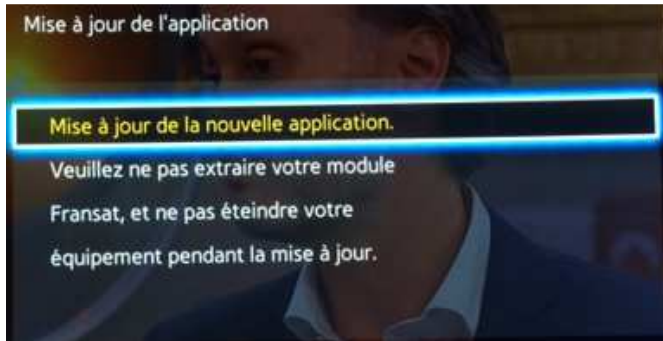 Mise à jour de l'application
Mise à jour de la nouvelle application.
Veuillez ne pas extraire votre module
Fransat, et ne pas éteindre votre
équipement pendant la mise à jour.